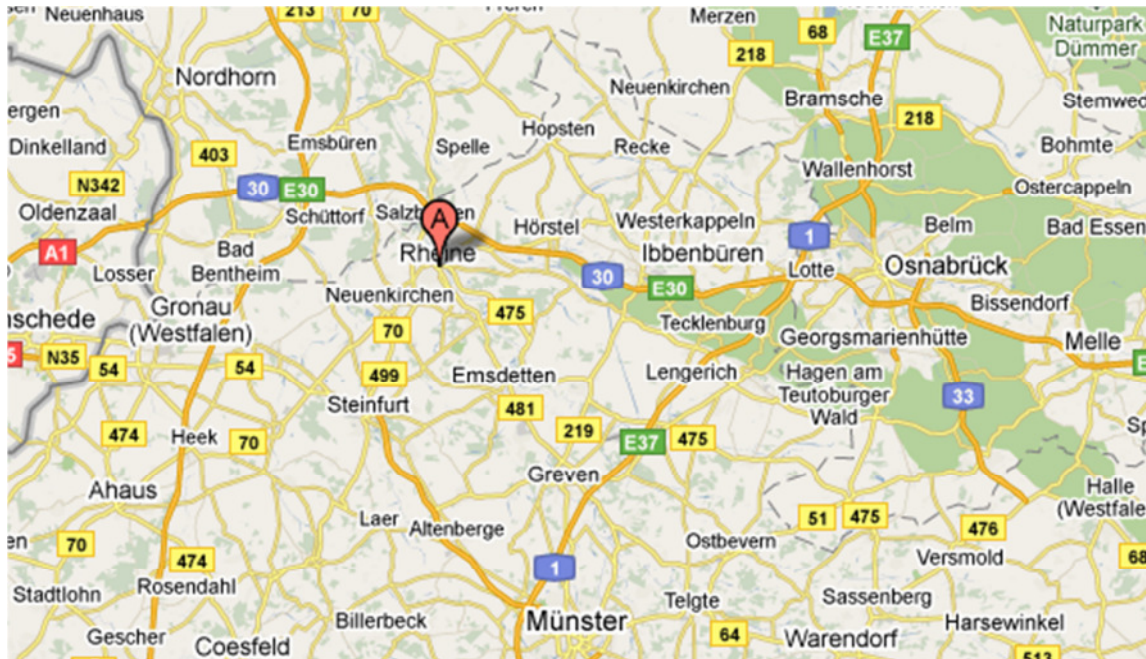 Neuenhaus
213
70
Merzen
68
E37
Naturpark
Dümmer
Nordhorn
218
Neuenkirchen
Bramsche
Stemwed
218
Hopsten
Emsbüren
Spelle
Recke
Bohmte
Dinkelland
403
Wallenhorst
N342
30
E30
Ostercappeln
Oldenzaal
Schüttorf
A
Westerkappeln
Belm
Bad Essen
Hörstel
1
A1
Bad
Bentheim
Rheine
Ibbenbüren
Losser
30
E30
Lotte
Osnabrück
Neuenkirchen
Gronau
(Westfalen)
475
Bissendorf
nschede
70
Tecklenburg
Georgsmarienhütte
Melle
5
N35
54
54
499
Emsdetten
Lengerich
Hagen am
Teutoburger
Wald
33
Steinfurt
481
474
Heek
70
219
E37
475
Greven
Ahaus
Halle
(Westfale
Laer
Altenberge
51
475
476
70
474
Ostbevern
Versmold
68
1
Stadtlohn
Rosendahl
Telgte
Sassenberg
Billerbeck
Münster
Harsewinkel
Gescher
Coesfeld
64
Warendorf
513